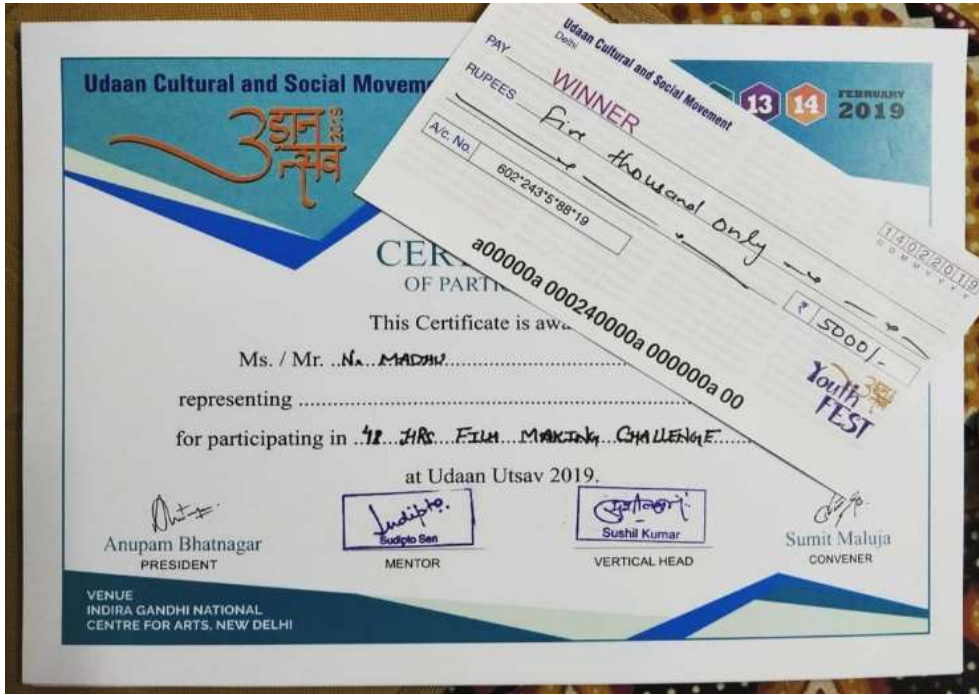 Udaan Cultural and Social Movem
उड़ान
उत्सव
2019
13 14 FEBRUARY
2019
CER
OF PARTI
This Certificate is awa
Ms. / Mr. N. MADHU
representing
for participating in 48 HRS FILM MAKING CHALLENGE
at Udaan Utsav 2019.
Sudipto Sen
Sushil Kumar
Anupam Bhatnagar
PRESIDENT
MENTOR
VERTICAL HEAD
Sumit Maluja
CONVENER
VENUE
INDIRA GANDHI NATIONAL
CENTRE FOR ARTS, NEW DELHI
Udaan Cultural and Social Movement
Delhi
PAY
WINNER
RUPEES Five thousand only
A/c. No. 602*243*5*88*19
14022019
D D M M Y Y Y Y
₹ 5000/-
a00000a 000240000a 000000a 00
Youth
FEST